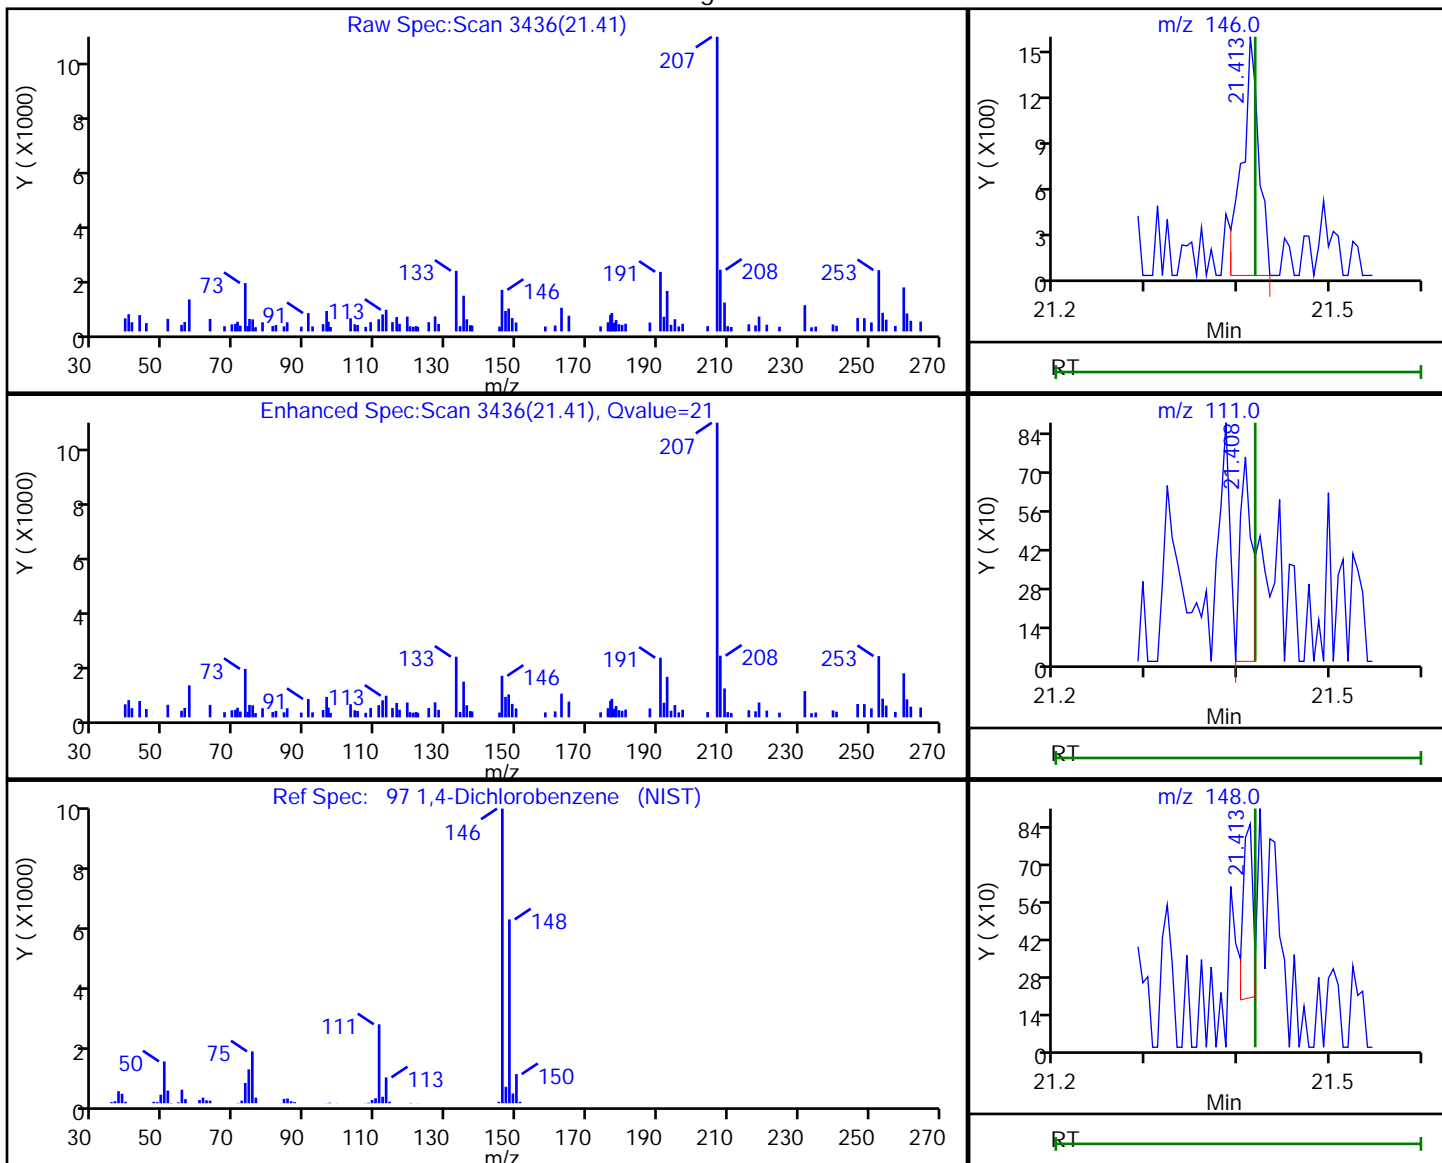 Raw Spec:Scan 3436(21.41)
Y ( X1000)
10
8
6
4
2
0
207
73
91
113
133
146
191
208
253
30 50 70 90 110 130 150 170 190 210 230 250 270
m/z
m/z 146.0
Y ( X100)
15
12
9
6
3
0
21.413
21.2 21.5
Min
RT
Enhanced Spec:Scan 3436(21.41), Qvalue=21
Y ( X1000)
10
8
6
4
2
0
207
73
91
113
133
146
191
208
253
30 50 70 90 110 130 150 170 190 210 230 250 270
m/z
m/z 111.0
Y ( X10)
84
70
56
42
28
14
0
21.408
21.2 21.5
Min
RT
Ref Spec: 97 1,4-Dichlorobenzene (NIST)
Y ( X1000)
10
8
6
4
2
0
146
148
111
75
50
113
150
30 50 70 90 110 130 150 170 190 210 230 250 270
m/z
m/z 148.0
Y ( X10)
84
70
56
42
28
14
0
21.413
21.2 21.5
Min
RT